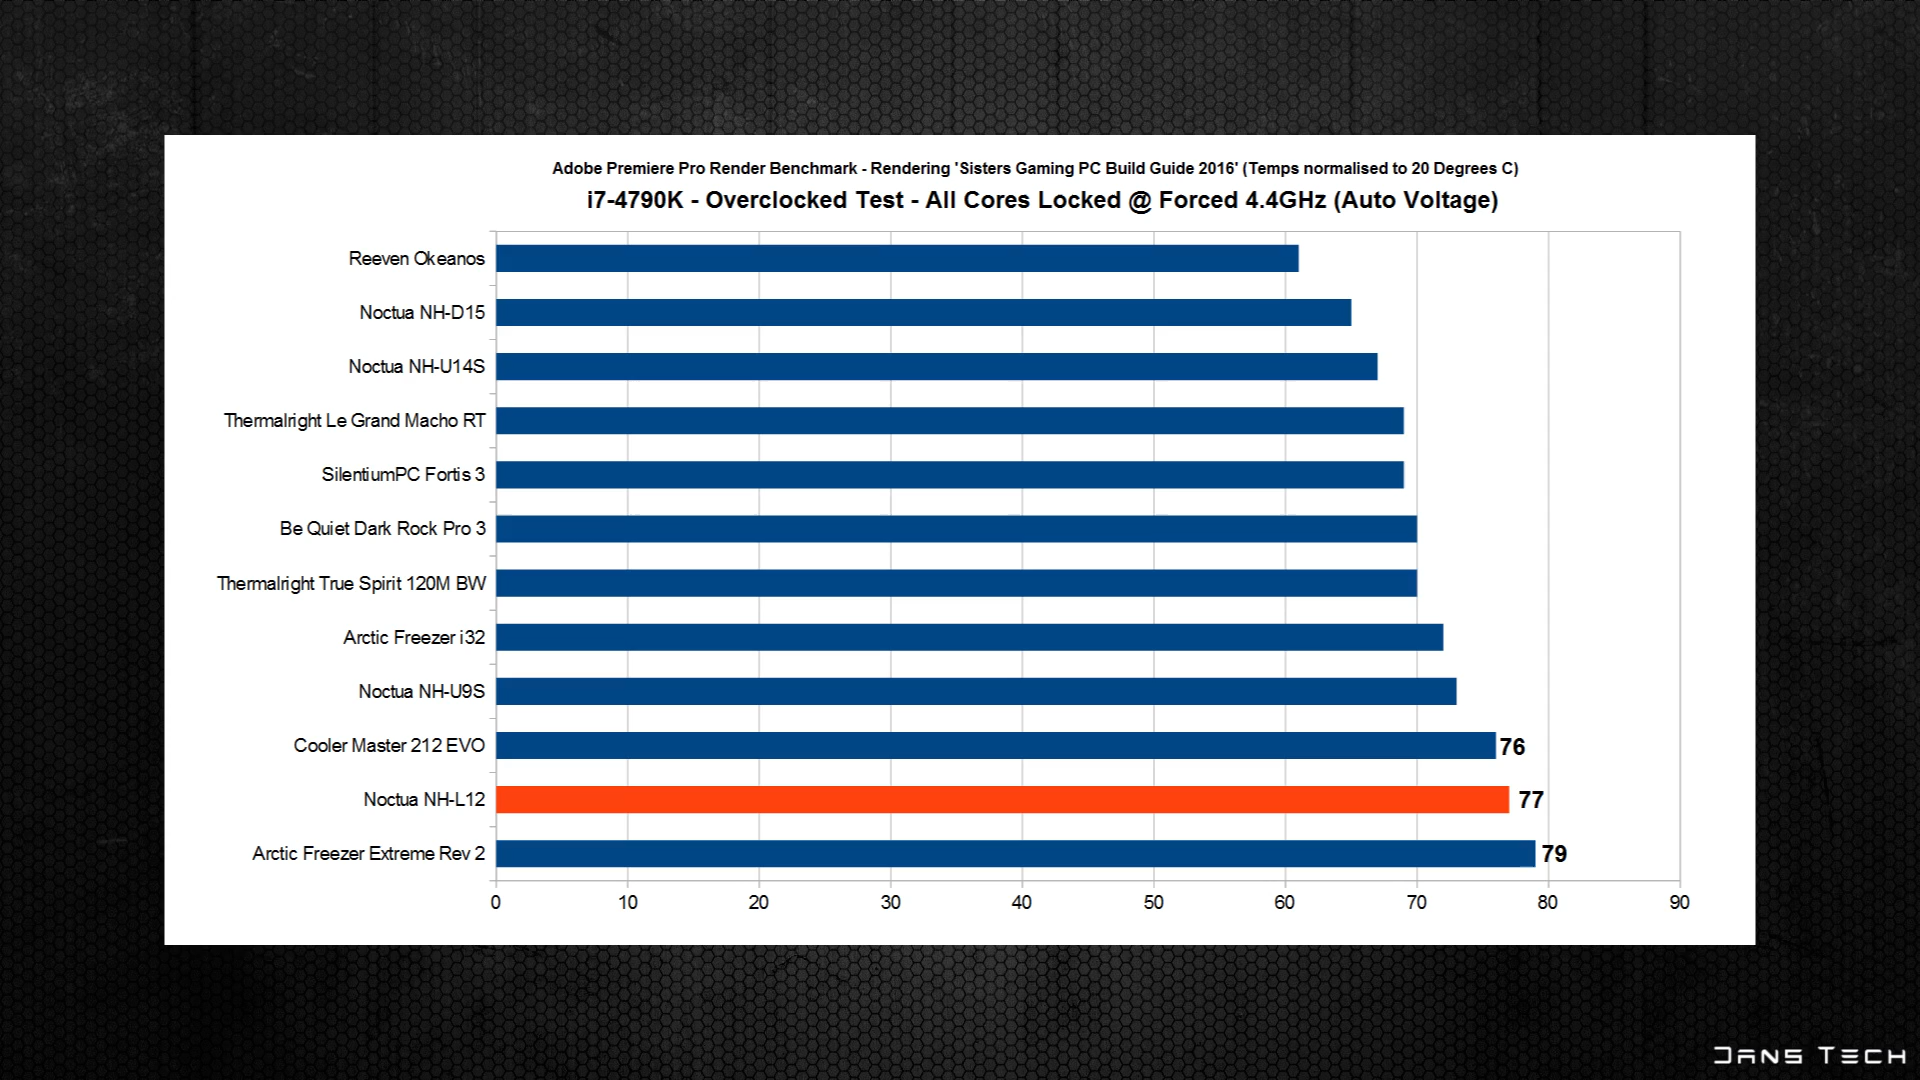 Adobe Premiere Pro Render Benchmark - Rendering 'Sisters Gaming PC Build Guide 2016' (Temps normalised to 20 Degrees C)
i7-4790K - Overclocked Test - All Cores Locked @ Forced 4.4GHz (Auto Voltage)
Reeven Okeanos
Noctua NH-D15
Noctua NH-U14S
Thermalright Le Grand Macho RT
SilentiumPC Fortis 3
Be Quiet Dark Rock Pro 3
Thermalright True Spirit 120M BW
Arctic Freezer i32
Noctua NH-U9S
Cooler Master 212 EVO 76
Noctua NH-L12 77
Arctic Freezer Extreme Rev 2 79
0 10 20 30 40 50 60 70 80 90
DANS TECH